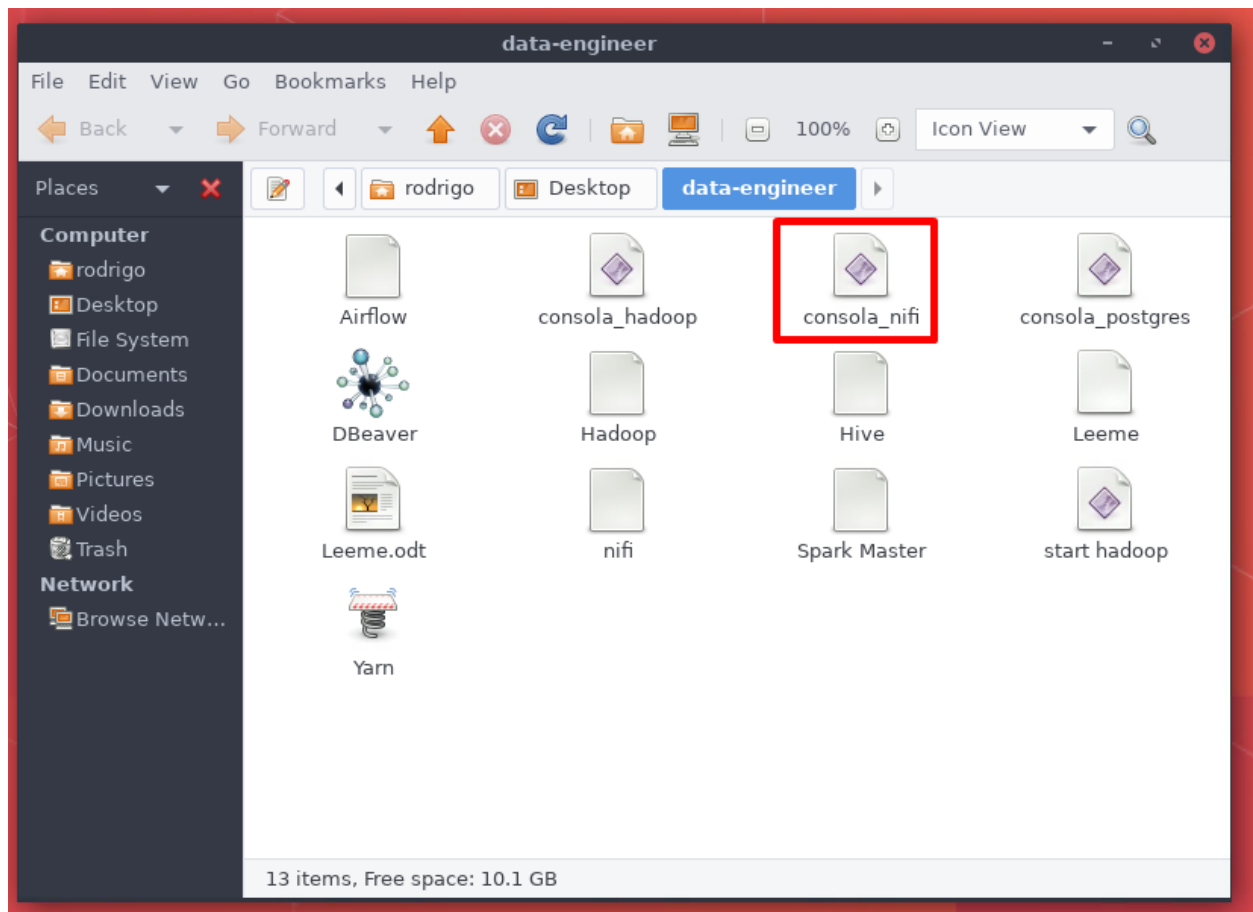 data-engineer
File Edit View Go Bookmarks Help
Back Forward 100% Icon View
Places rodrigo Desktop data-engineer
Computer
rodrigo
Desktop
File System
Documents
Downloads
Music
Pictures
Videos
Trash
Network
Browse Netw...
Airflow consola_hadoop consola_nifi consola_postgres
DBeaver Hadoop Hive Leeme
Leeme.odt nifi Spark Master start hadoop
Yarn
13 items, Free space: 10.1 GB